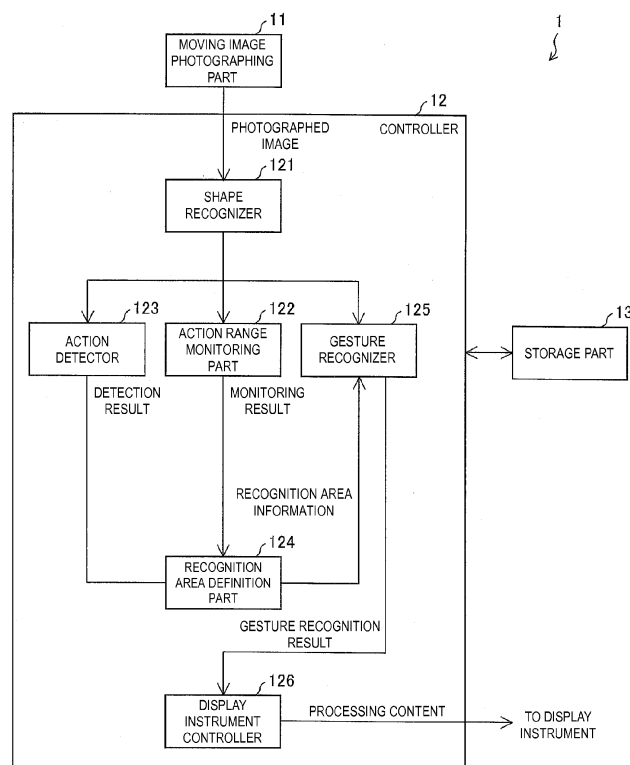 11
1
MOVING IMAGE
PHOTOGRAPHING
PART
12
CONTROLLER
PHOTOGRAPHED
IMAGE
121
SHAPE
RECOGNIZER
123
122
125
13
ACTION
DETECTOR
ACTION RANGE
MONITORING
PART
GESTURE
RECOGNIZER
STORAGE PART
DETECTION
RESULT
MONITORING
RESULT
RECOGNITION AREA
INFORMATION
124
RECOGNITION
AREA DEFINITION
PART
GESTURE RECOGNITION
RESULT
126
DISPLAY
INSTRUMENT
CONTROLLER
PROCESSING CONTENT
TO DISPLAY
INSTRUMENT